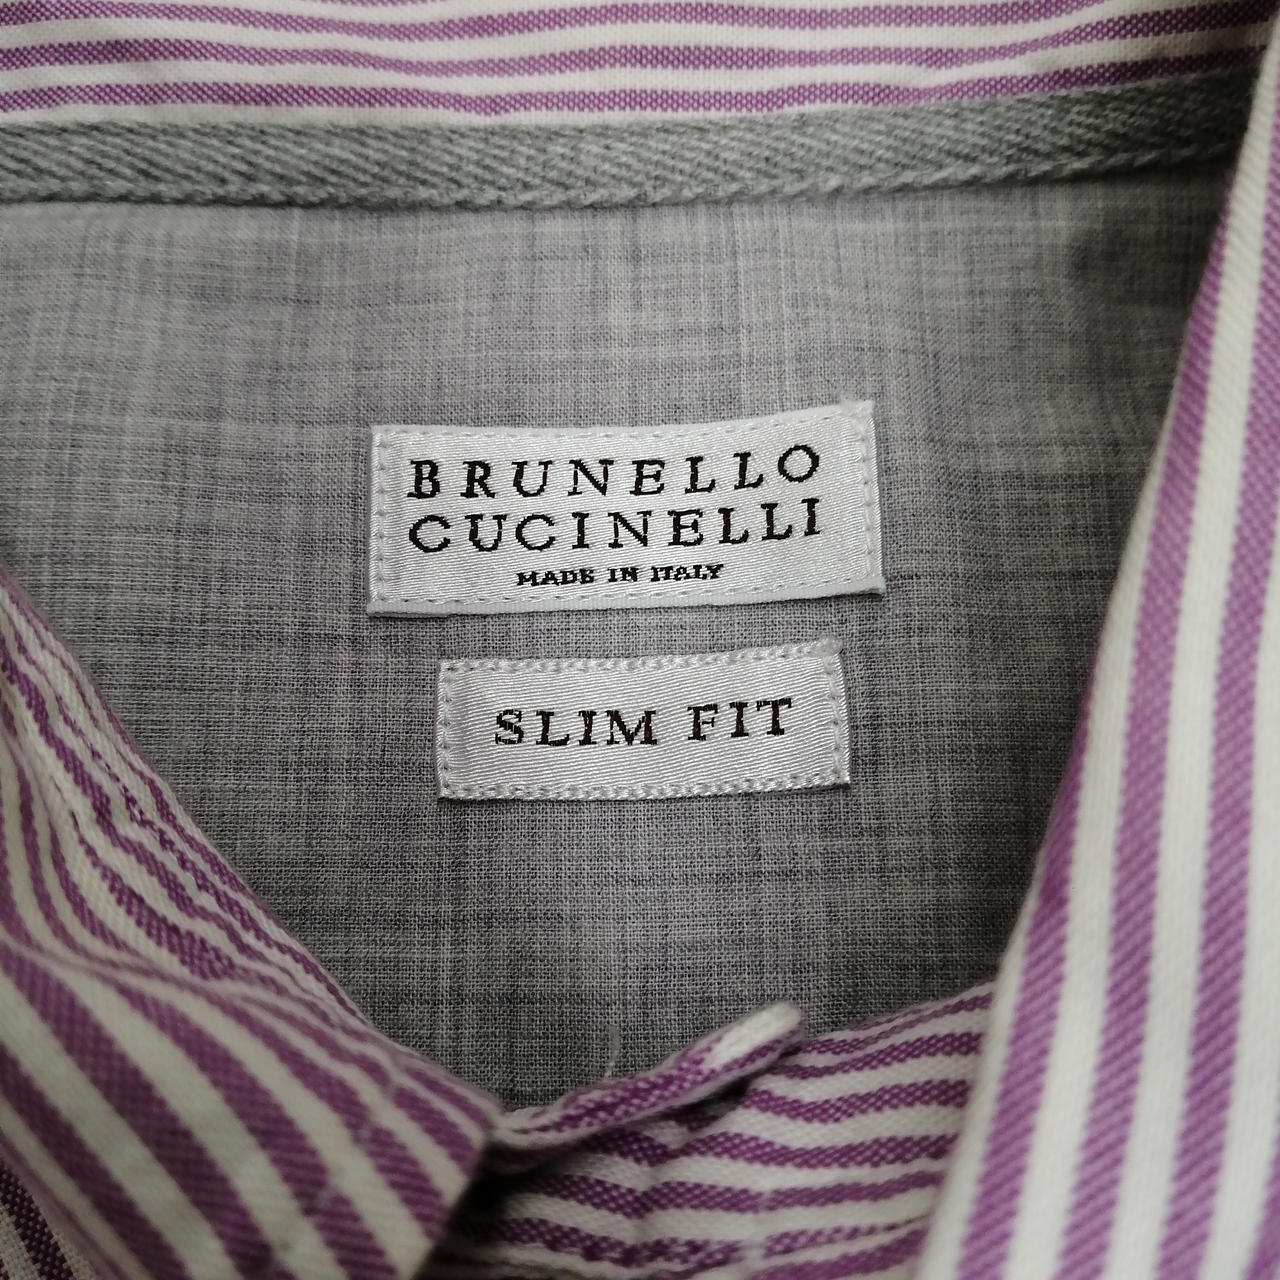 BRUNELLO
CUCINELLI
MADE IN ITALY
SLIM FIT